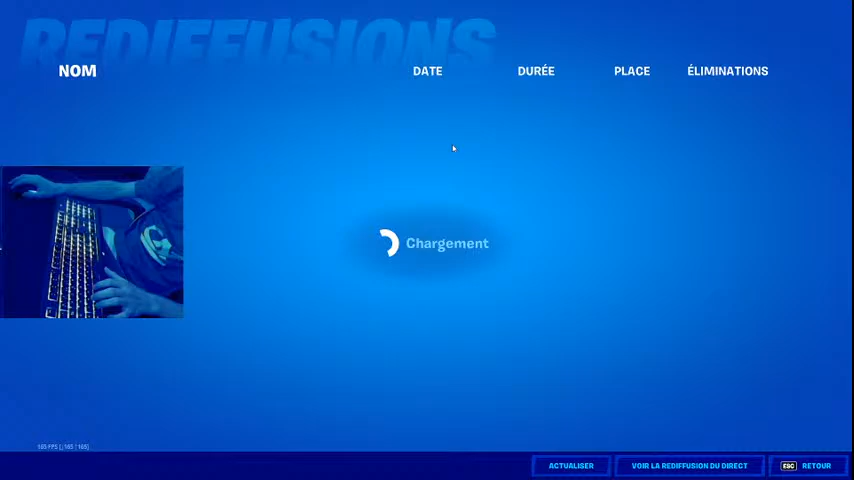 REDIFFUSIONS
NOM DATE DURÉE PLACE ÉLIMINATIONS
Chargement
ACTUALISER VOIR LA REDIFFUSION DU DIRECT ESC RETOUR